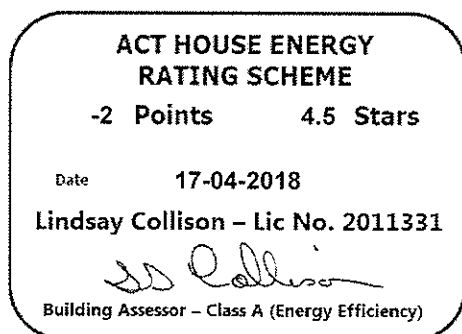 ACT HOUSE ENERGY
RATING SCHEME
-2 Points 4.5 Stars
Date 17-04-2018
Lindsay Collison – Lic No. 2011331
Collison
Building Assessor – Class A (Energy Efficiency)